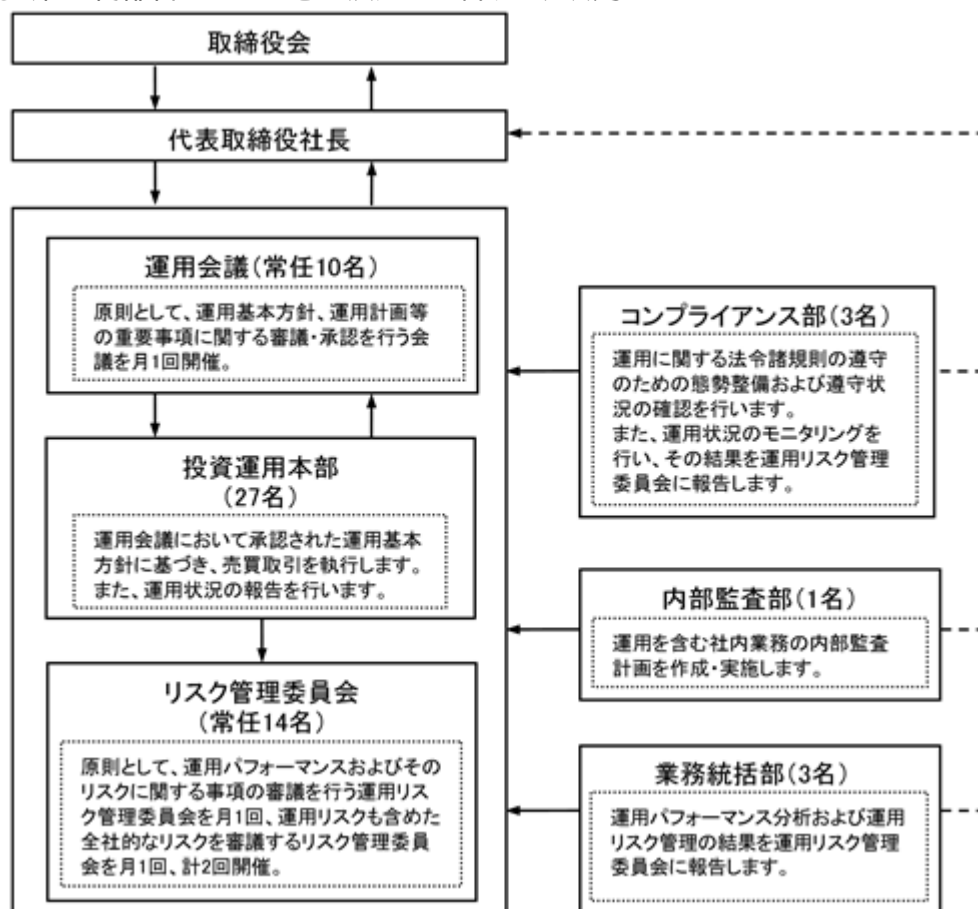 取締役会
代表取締役社長
運用会議(常任10名)
原則として、運用基本方針、運用計画等
の重要事項に関する審議・承認を行う会
議を月1回開催。
投資運用本部
(27名)
運用会議において承認された運用基本
方針に基づき、売買取引を執行します。
また、運用状況の報告を行います。
リスク管理委員会
(常任14名)
原則として、運用パフォーマンスおよびその
リスクに関する事項の審議を行う運用リス
ク管理委員会を月1回、運用リスクも含めた
全社的なリスクを審議するリスク管理委員
会を月1回、計2回開催。
コンプライアンス部(3名)
運用に関する法令諸規則の遵守
のための態勢整備および遵守状
況の確認を行います。
また、運用状況のモニタリングを
行い、その結果を運用リスク管理
委員会に報告します。
内部監査部(1名)
運用を含む社内業務の内部監査
計画を作成・実施します。
業務統括部(3名)
運用パフォーマンス分析および運用
リスク管理の結果を運用リスク管理
委員会に報告します。